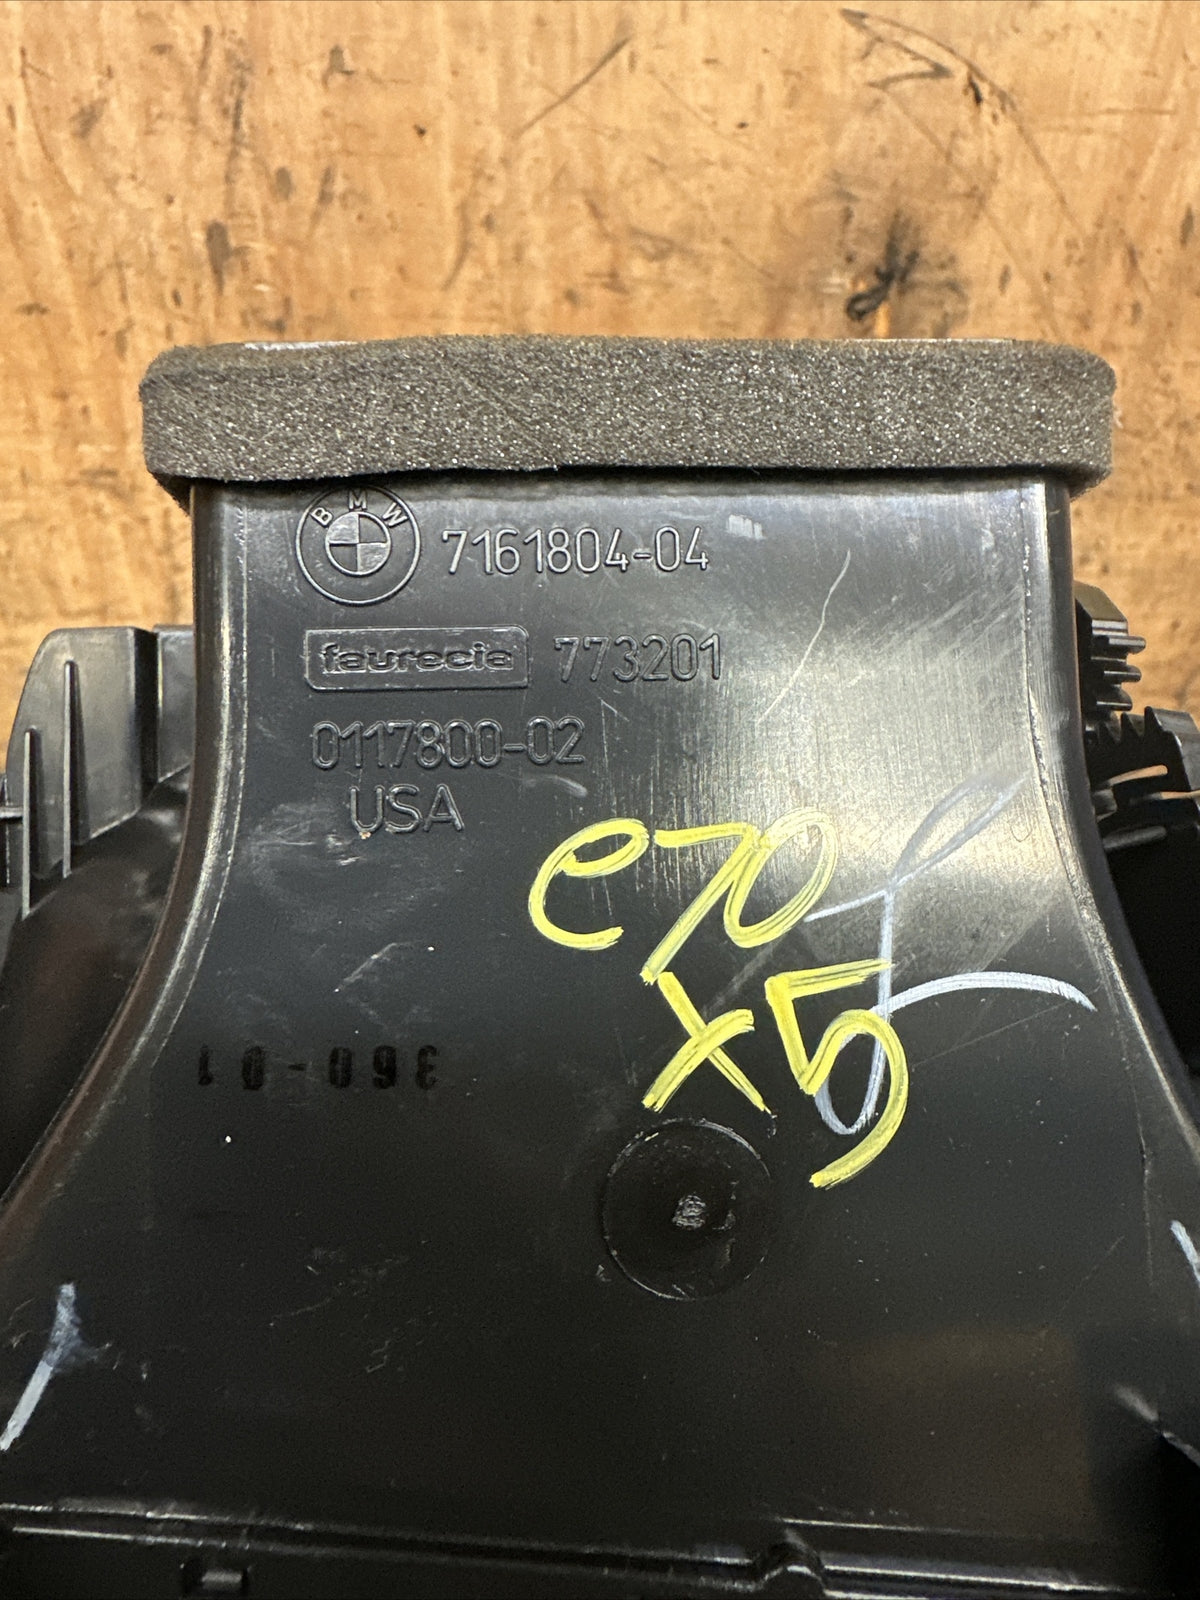 BMW 7161804-04
faurecia 773201
0117800-02
USA
e70
x5
360-01